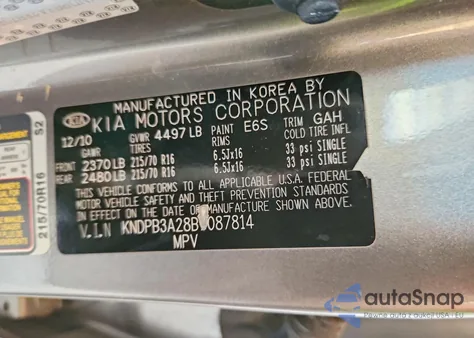 MANUFACTURED IN KOREA BY
KIA KIA MOTORS CORPORATION
12/10 GVWR 4497 LB PAINT E6S TRIM GAH
GAWR TIRES RIMS COLD TIRE INFL
FRONT 2370 LB 215/70 R16 6.5Jx16 33 psi SINGLE
REAR 2480 LB 215/70 R16 6.5Jx16 33 psi SINGLE
THIS VEHICLE CONFORMS TO ALL APPLICABLE U.S.A. FEDERAL
MOTOR VEHICLE SAFETY AND THEFT PREVENTION STANDARDS
IN EFFECT ON THE DATE OF MANUFACTURE SHOWN ABOVE.
V.I.N KNDPB3A28B 087814
MPV
215/70R16 S2
autoSnap